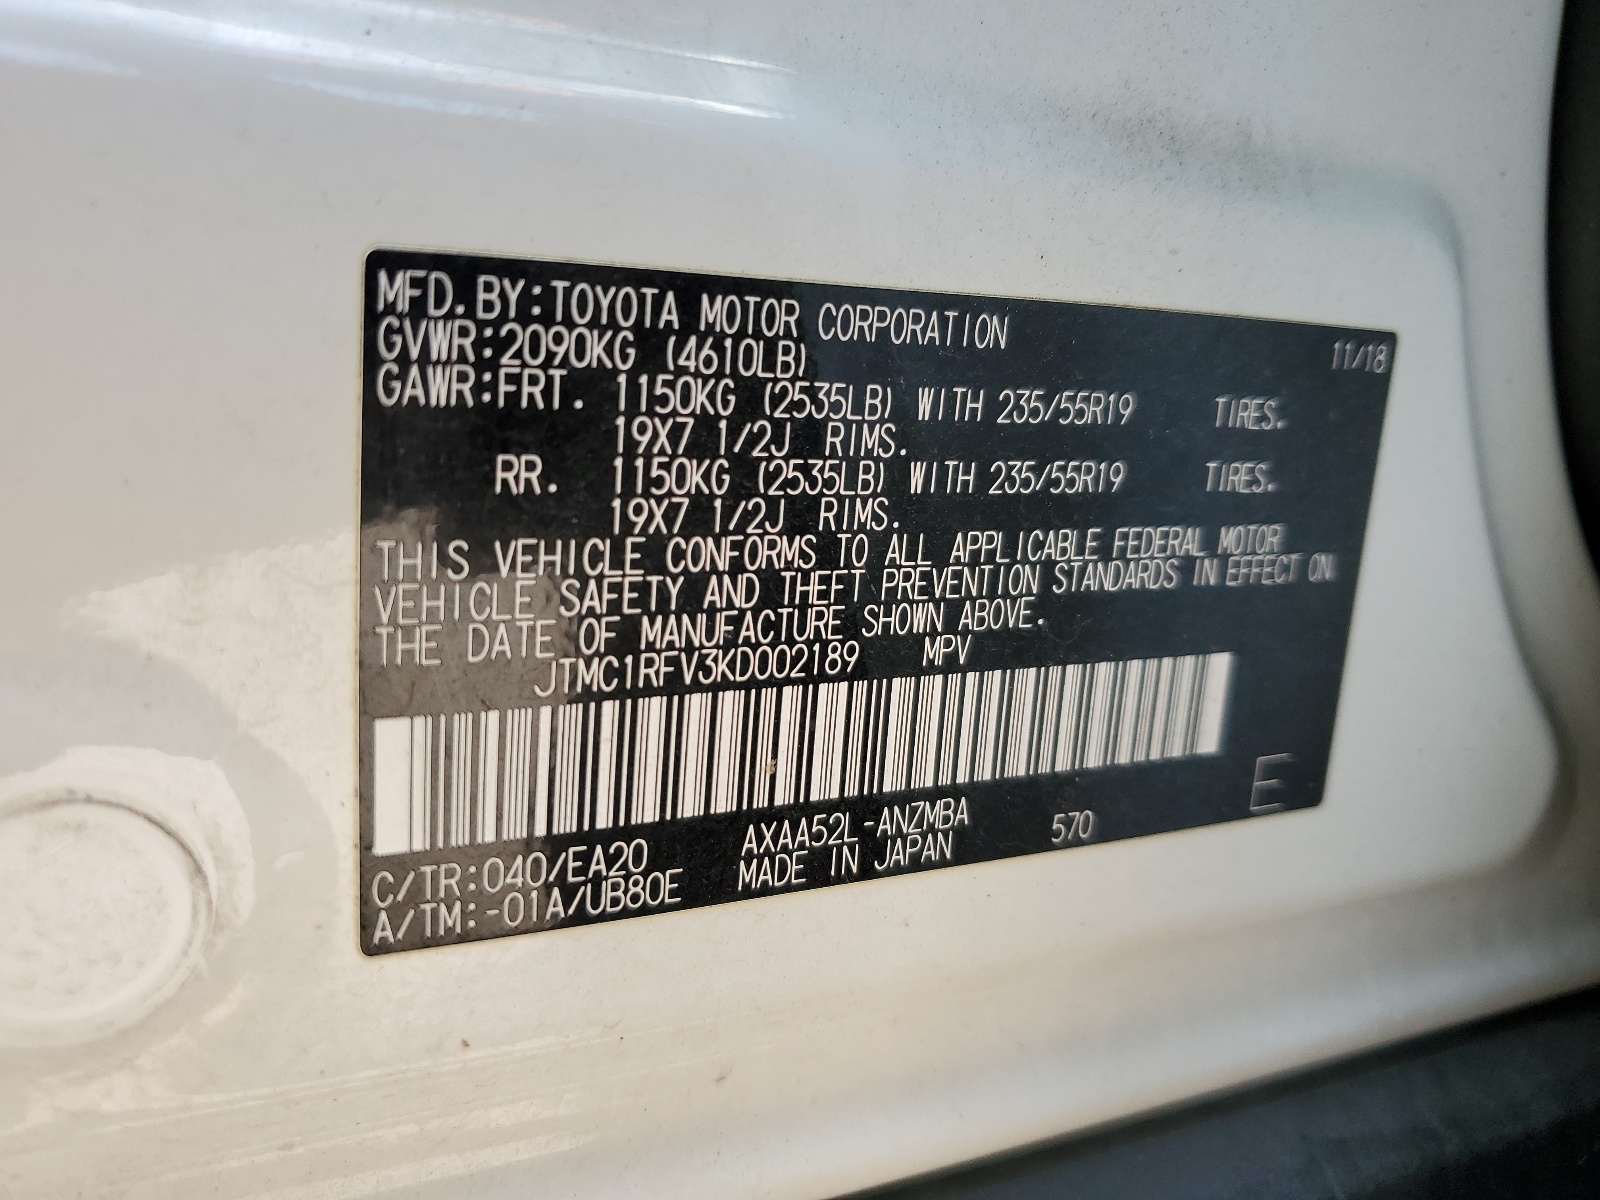 MFD. BY: TOYOTA MOTOR CORPORATION 11/18
GVWR: 2090KG (4610LB)
GAWR: FRT. 1150KG (2535LB) WITH 235/55R19 TIRES.
19X7 1/2J RIMS.
RR. 1150KG (2535LB) WITH 235/55R19 TIRES.
19X7 1/2J RIMS.
THIS VEHICLE CONFORMS TO ALL APPLICABLE FEDERAL MOTOR
VEHICLE SAFETY AND THEFT PREVENTION STANDARDS IN EFFECT ON
THE DATE OF MANUFACTURE SHOWN ABOVE.
JTMC1RFV3KD002189 MPV
E
C/TR: 040/EA20 AXAA52L-ANZMBA 570
A/TM: -01A/UB80E MADE IN JAPAN